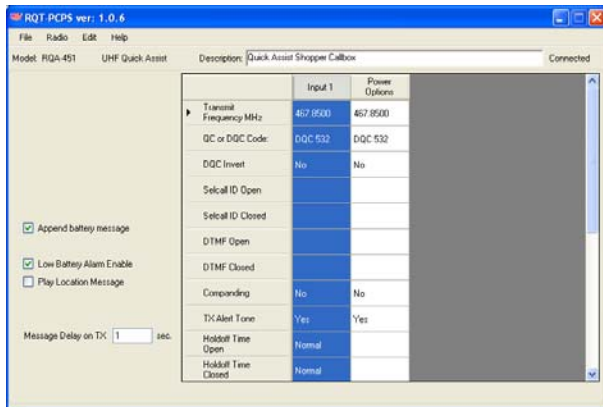 RQT-PCPS ver: 1.0.6
File Radio Edit Help
Model: RQA-451 UHF Quick Assist Description: Quick Assist Shopper Callbox Connected
Input 1 Power Options
Transmit Frequency MHz 467.8500 467.8500
QC or DQC Code: DQC 532 DQC 532
DQC Invert No No
Selcall ID Open
Selcall ID Closed
DTMF Open
DTMF Closed
Companding No No
TX Alert Tone Yes Yes
Holdoff Time Open Normal
Holdoff Time Closed Normal
Append battery message
Low Battery Alarm Enable
Play Location Message
Message Delay on TX 1 sec.